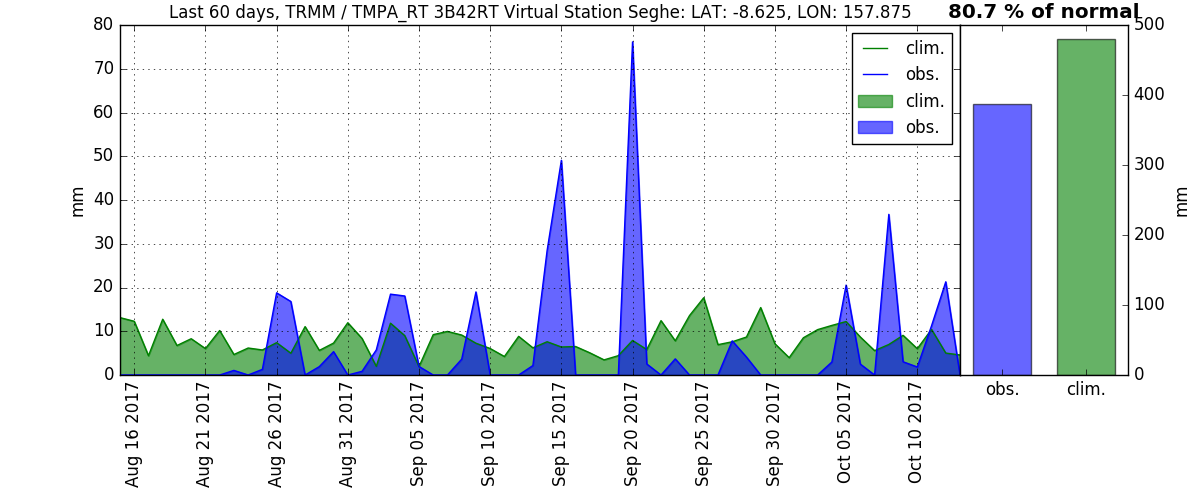 Last 60 days, TRMM / TMPA_RT 3B42RT Virtual Station Seghe: LAT: -8.625, LON: 157.875
80.7 % of normal
80
70
60
50
40
30
20
10
0
mm
clim.
obs.
clim.
obs.
500
400
300
200
100
0
mm
Aug 16 2017
Aug 21 2017
Aug 26 2017
Aug 31 2017
Sep 05 2017
Sep 10 2017
Sep 15 2017
Sep 20 2017
Sep 25 2017
Sep 30 2017
Oct 05 2017
Oct 10 2017
obs.
clim.